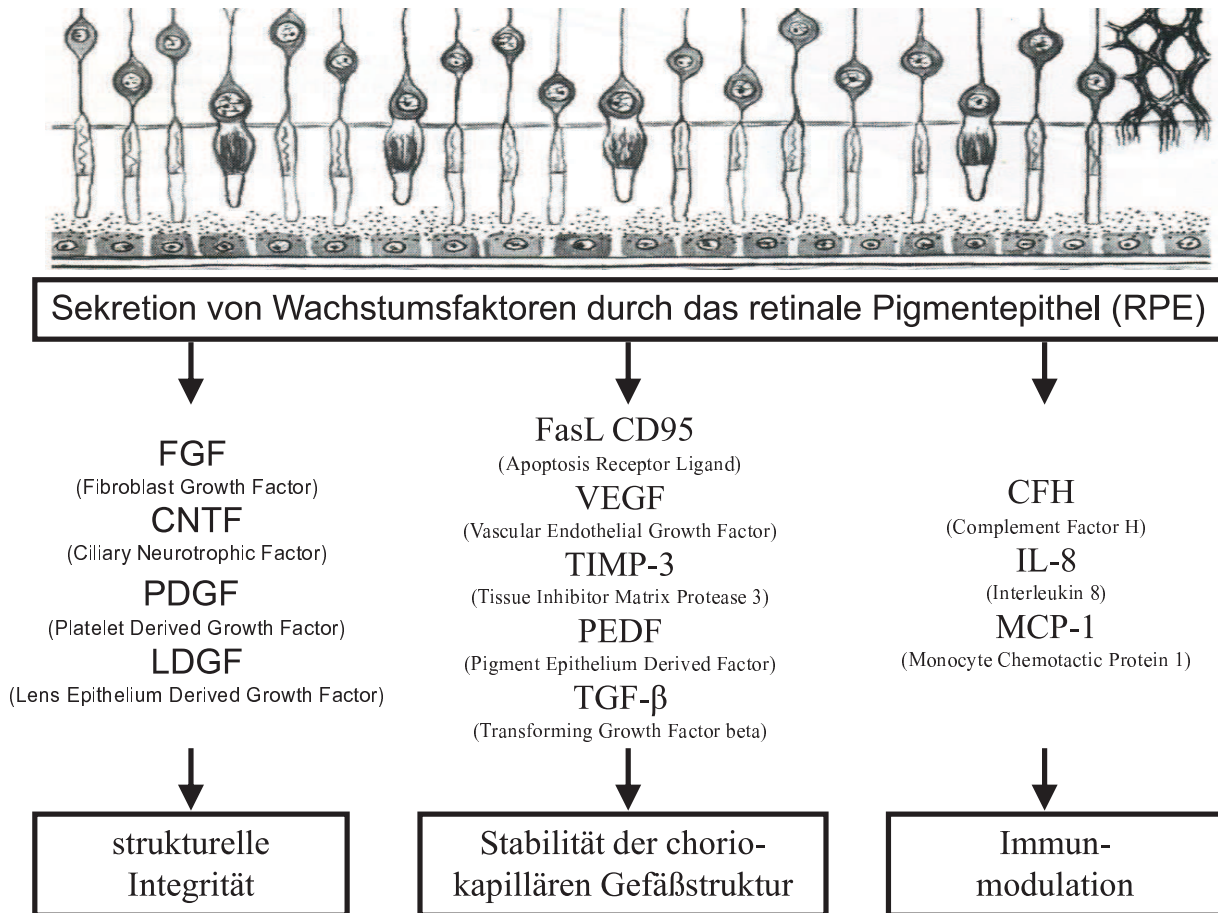 Sekretion von Wachstumsfaktoren durch das retinale Pigmentepithel (RPE)
FGF
(Fibroblast Growth Factor)
CNTF
(Ciliary Neurotrophic Factor)
PDGF
(Platelet Derived Growth Factor)
LDGF
(Lens Epithelium Derived Growth Factor)
strukturelle
Integrität
FasL CD95
(Apoptosis Receptor Ligand)
VEGF
(Vascular Endothelial Growth Factor)
TIMP-3
(Tissue Inhibitor Matrix Protease 3)
PEDF
(Pigment Epithelium Derived Factor)
TGF-β
(Transforming Growth Factor beta)
Stabilität der chorio-
kapillären Gefäßstruktur
CFH
(Complement Factor H)
IL-8
(Interleukin 8)
MCP-1
(Monocyte Chemotactic Protein 1)
Immun-
modulation